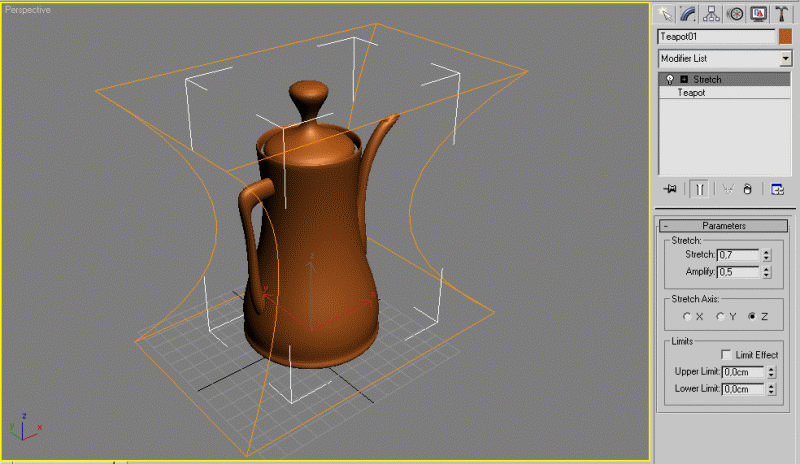 Perspective
Teapot01
Modifier List
Stretch
Teapot
- Parameters
Stretch:
Stretch: 0,7
Amplify: 0,5
Stretch Axis:
X Y Z
Limits
Limit Effect
Upper Limit: 0,0cm
Lower Limit: 0,0cm
z
y x
z
y x